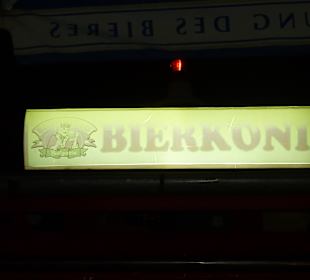 UNG DES BIERES
BIERKONI